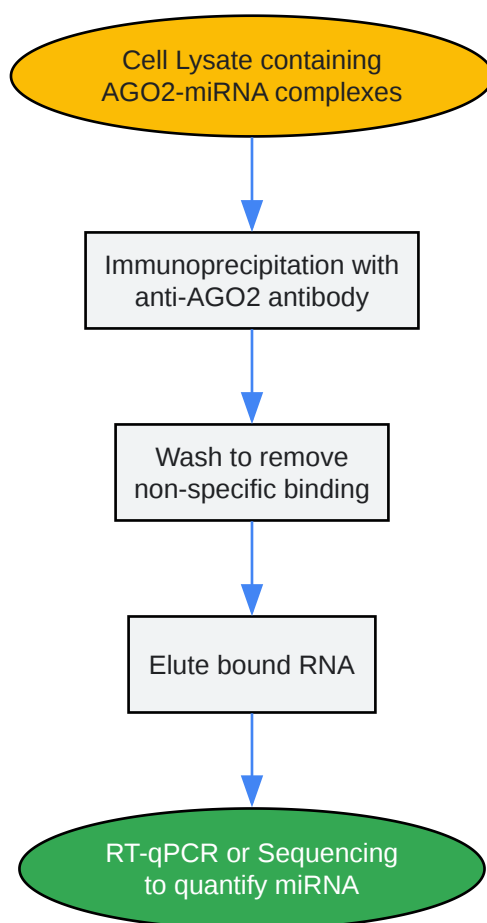 Cell Lysate containing
AGO2-miRNA complexes
Immunoprecipitation with
anti-AGO2 antibody
Wash to remove
non-specific binding
Elute bound RNA
RT-qPCR or Sequencing
to quantify miRNA